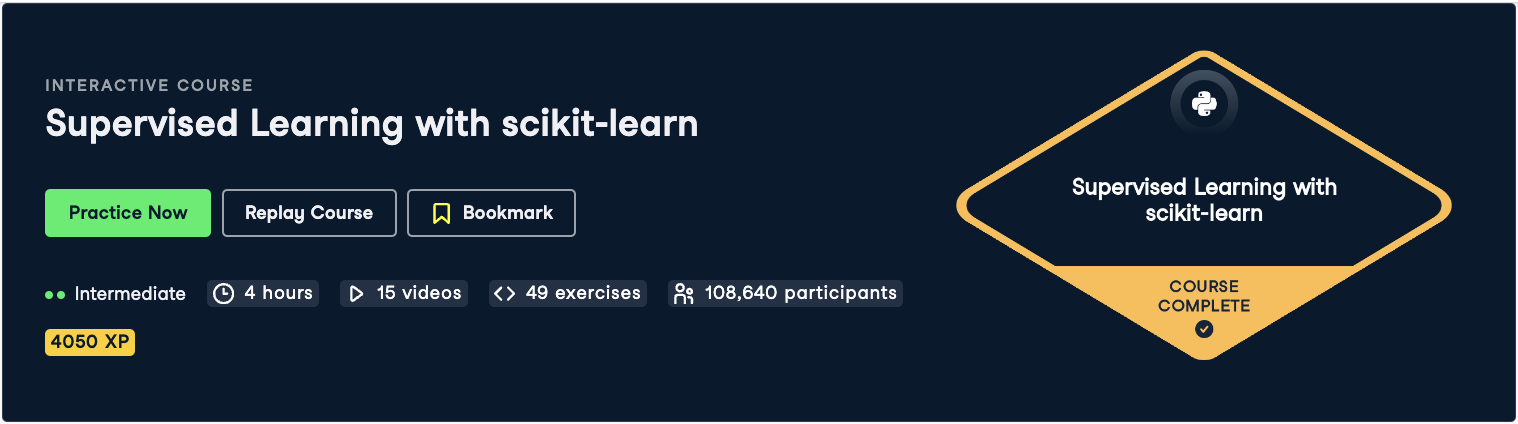 INTERACTIVE COURSE
Supervised Learning with scikit-learn
Practice Now
Replay Course
Bookmark
Intermediate
4 hours
15 videos
49 exercises
108,640 participants
4050 XP
Supervised Learning with
scikit-learn
COURSE
COMPLETE